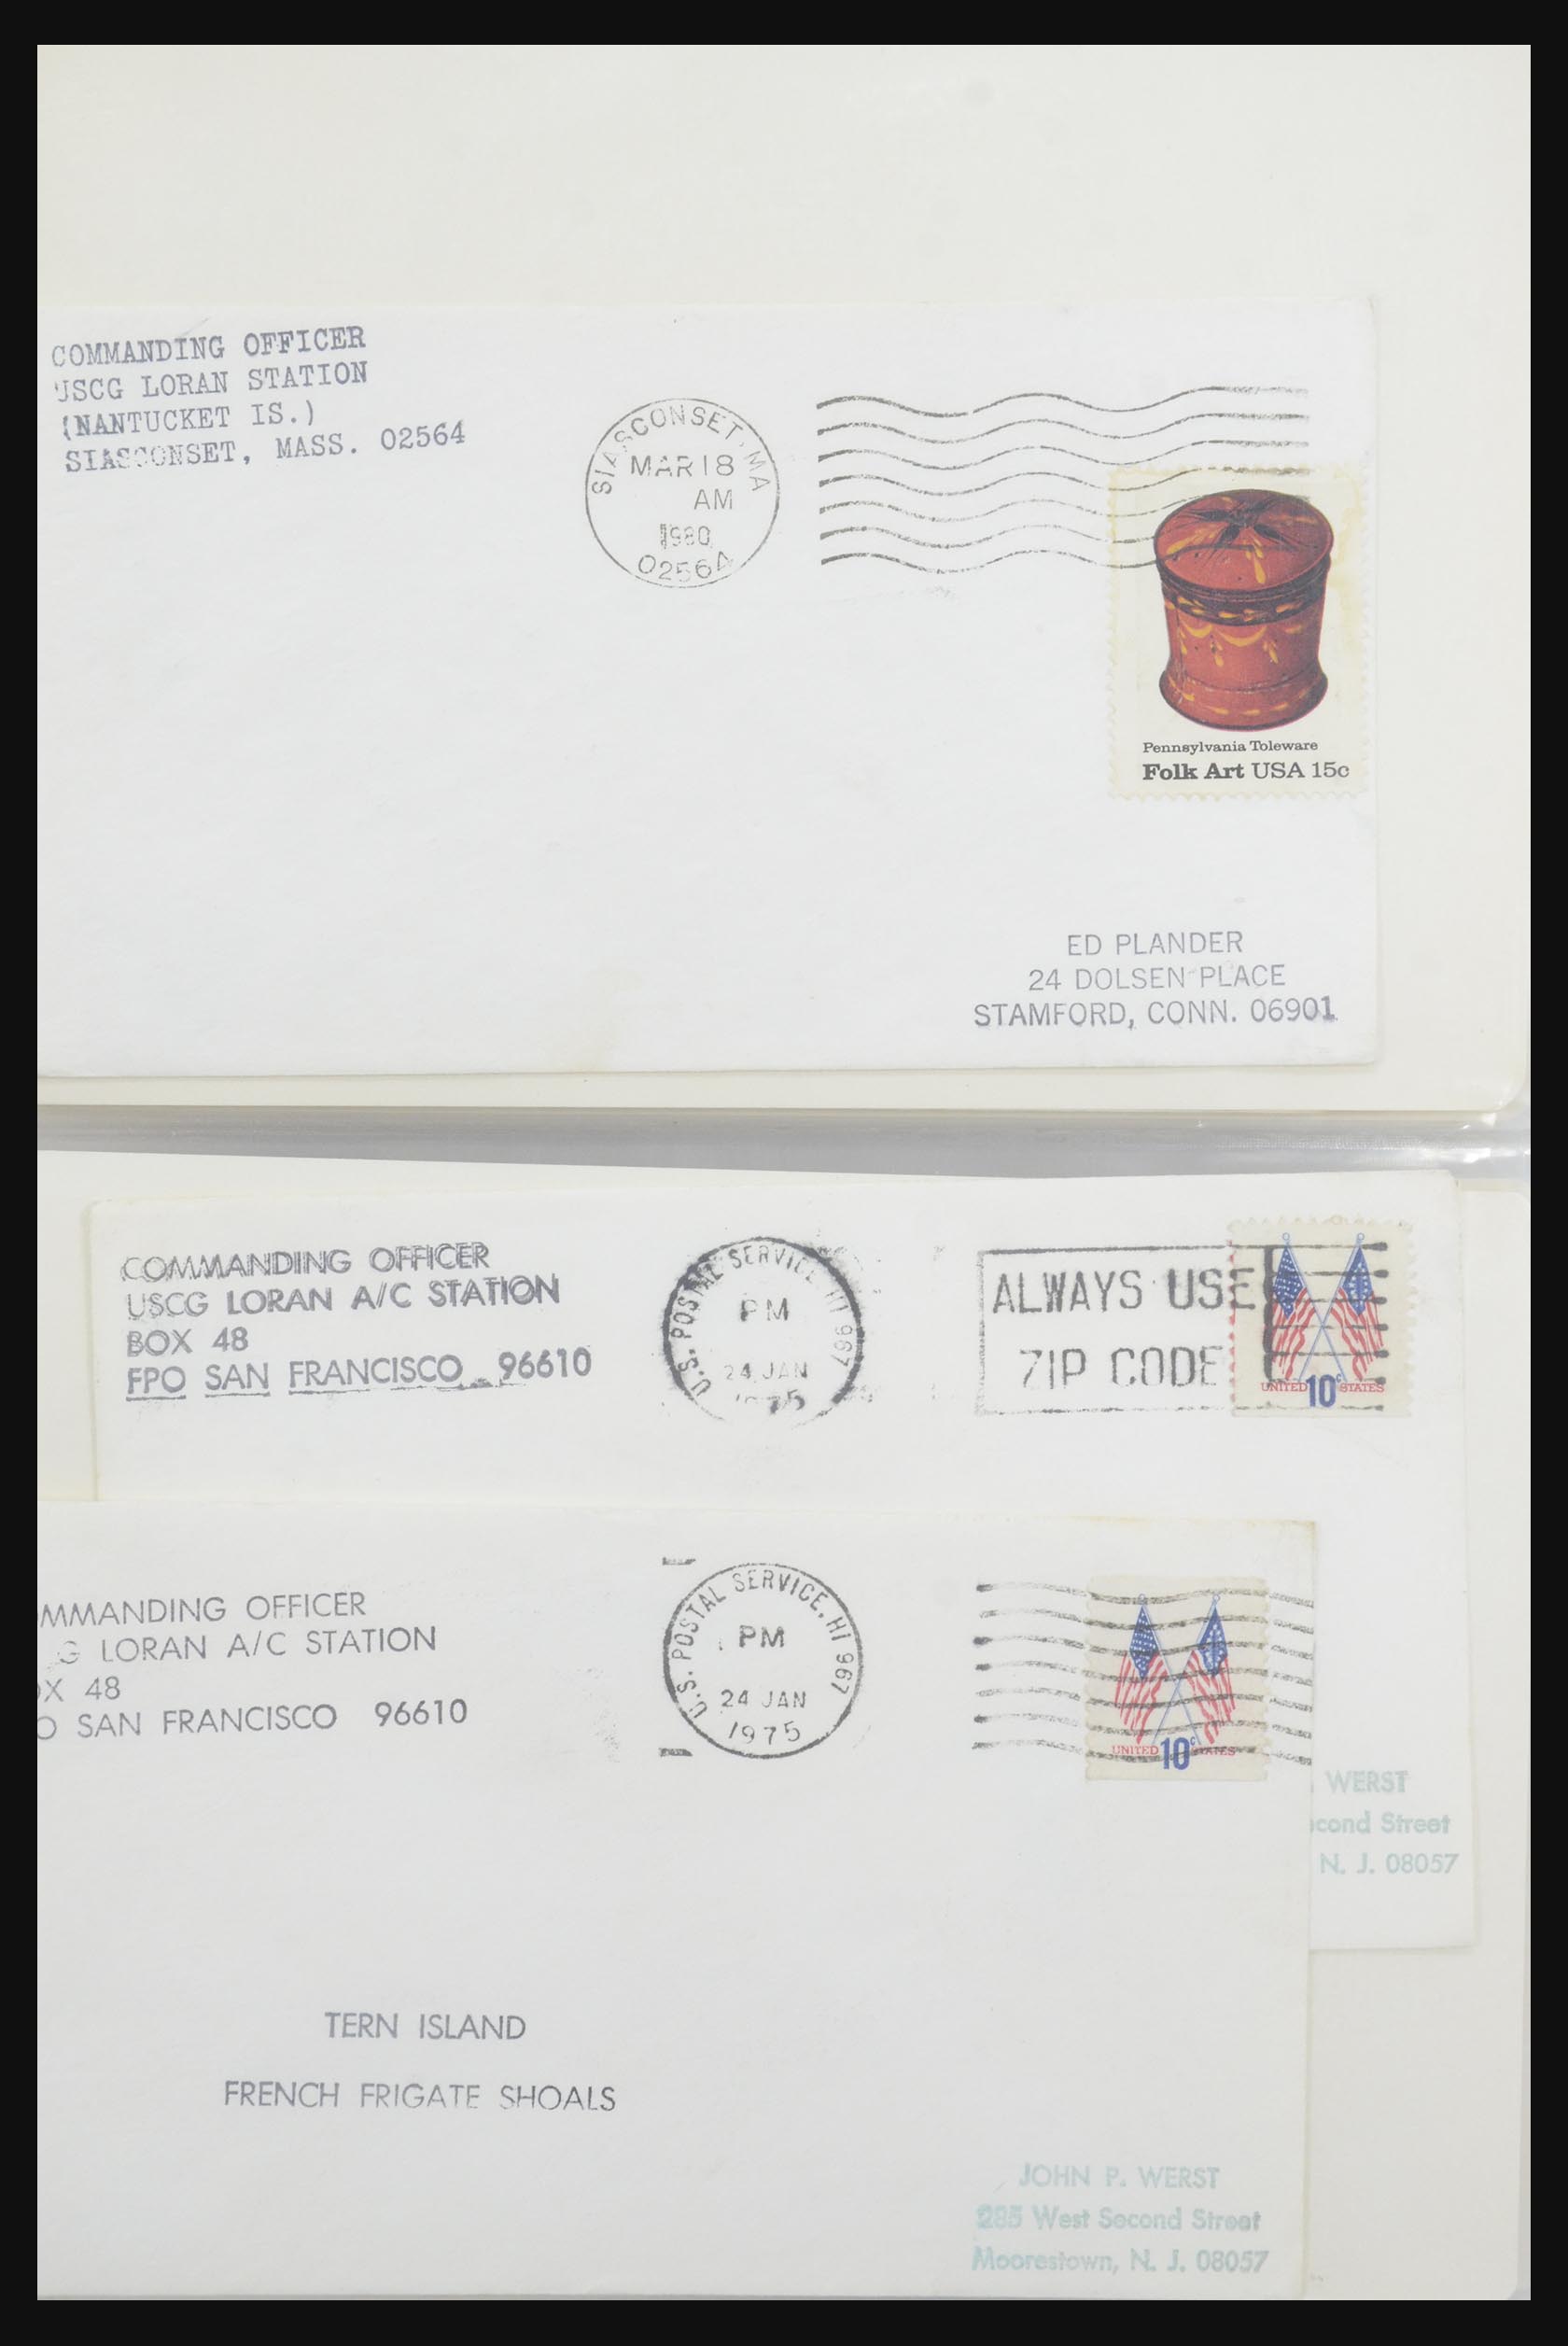 COMMANDING OFFICER
USCG LORAN STATION
(NANTUCKET IS.)
SIASCONSET, MASS. 02564
SIASCONSET, MA
MAR 18
AM
1980
02564
Pennsylvania Toleware
Folk Art USA 15c
ED PLANDER
24 DOLSEN PLACE
STAMFORD, CONN. 06901
COMMANDING OFFICER
USCG LORAN A/C STATION
BOX 48
FPO SAN FRANCISCO 96610
U.S. POSTAL SERVICE, HI 967
PM
24 JAN
1975
ALWAYS USE
ZIP CODE
UNITED 10c STATES
MMANDING OFFICER
G LORAN A/C STATION
OX 48
O SAN FRANCISCO 96610
U.S. POSTAL SERVICE, HI 967
PM
24 JAN
1975
UNITED 10c STATES
WERST
cond Street
N. J. 08057
TERN ISLAND
FRENCH FRIGATE SHOALS
JOHN P. WERST
285 West Second Street
Moorestown, N. J. 08057